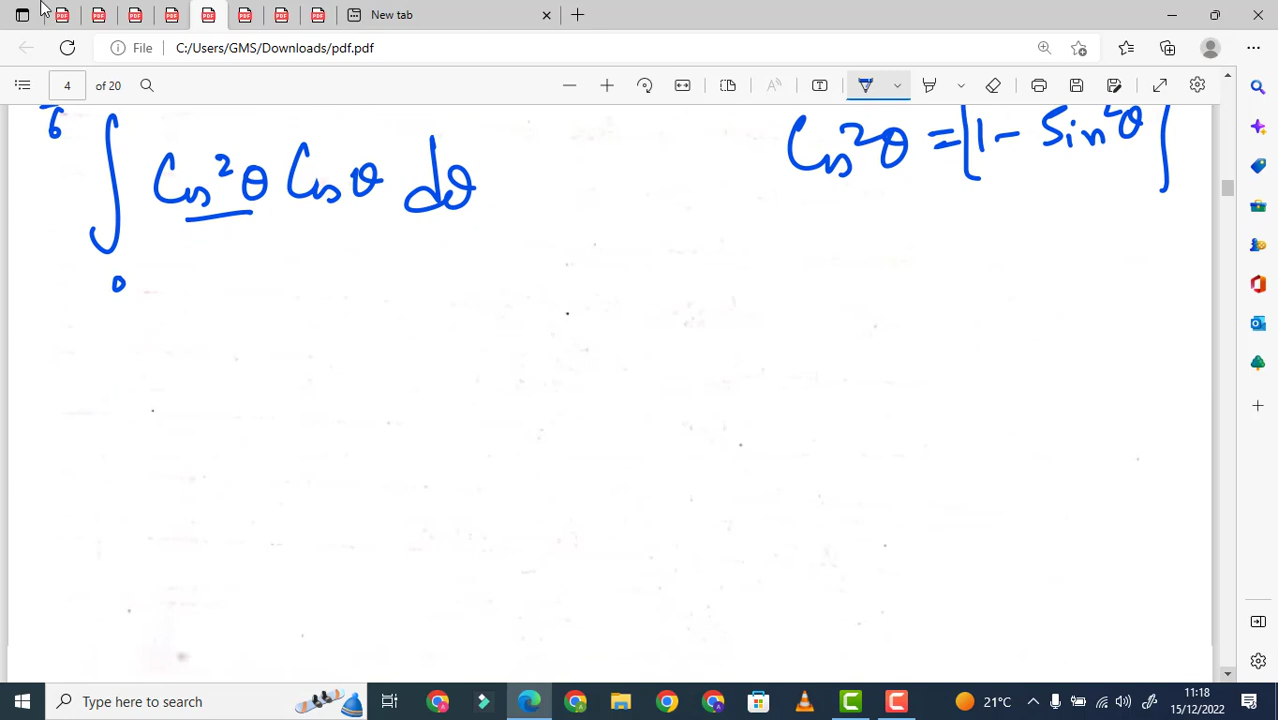 New tab
File C:/Users/GMS/Downloads/pdf.pdf
4 of 20
6
∫ Cos²θ Cosθ dθ
0
Cos²θ = [1 - Sin²θ]
Type here to search
21°C
11:18
15/12/2022